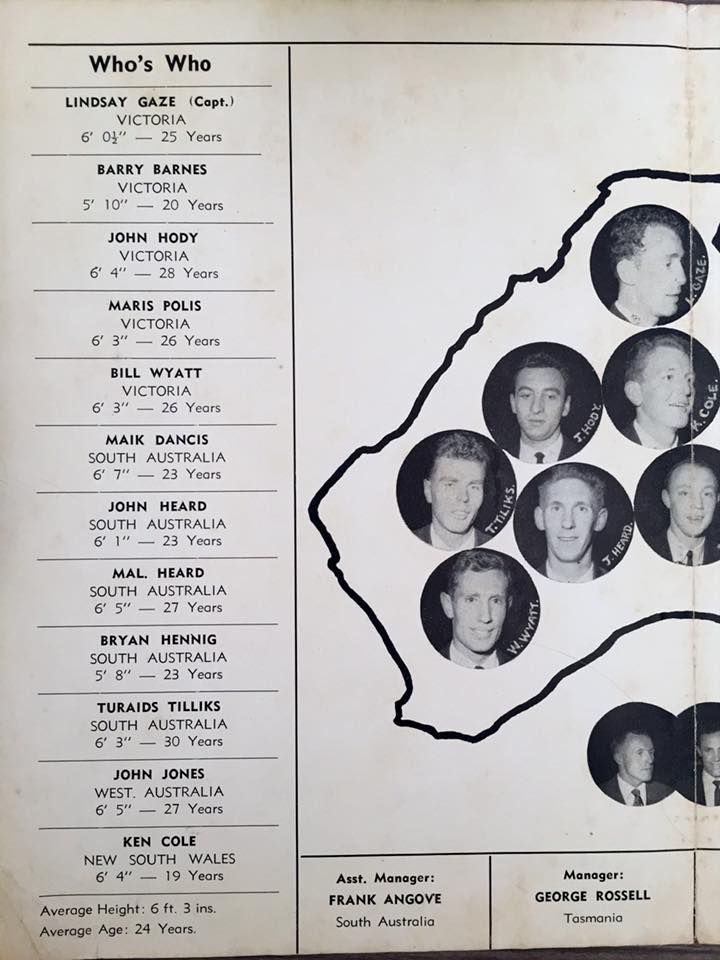 Who's Who
LINDSAY GAZE (Capt.)
VICTORIA
6' 0½" — 25 Years
BARRY BARNES
VICTORIA
5' 10" — 20 Years
JOHN HODY
VICTORIA
6' 4" — 28 Years
MARIS POLIS
VICTORIA
6' 3" — 26 Years
BILL WYATT
VICTORIA
6' 3" — 26 Years
MAIK DANCIS
SOUTH AUSTRALIA
6' 7" — 23 Years
JOHN HEARD
SOUTH AUSTRALIA
6' 1" — 23 Years
MAL. HEARD
SOUTH AUSTRALIA
6' 5" — 27 Years
BRYAN HENNIG
SOUTH AUSTRALIA
5' 8" — 23 Years
TURAIDS TILLIKS
SOUTH AUSTRALIA
6' 3" — 30 Years
JOHN JONES
WEST. AUSTRALIA
6' 5" — 27 Years
KEN COLE
NEW SOUTH WALES
6' 4" — 19 Years
Average Height: 6 ft. 3 ins.
Average Age: 24 Years.
L. GAZE.
J. HODY.
K. COLE.
T. TILIKS.
J. HEARD.
W. WYATT.
Asst. Manager:
FRANK ANGOVE
South Australia
Manager:
GEORGE ROSSELL
Tasmania